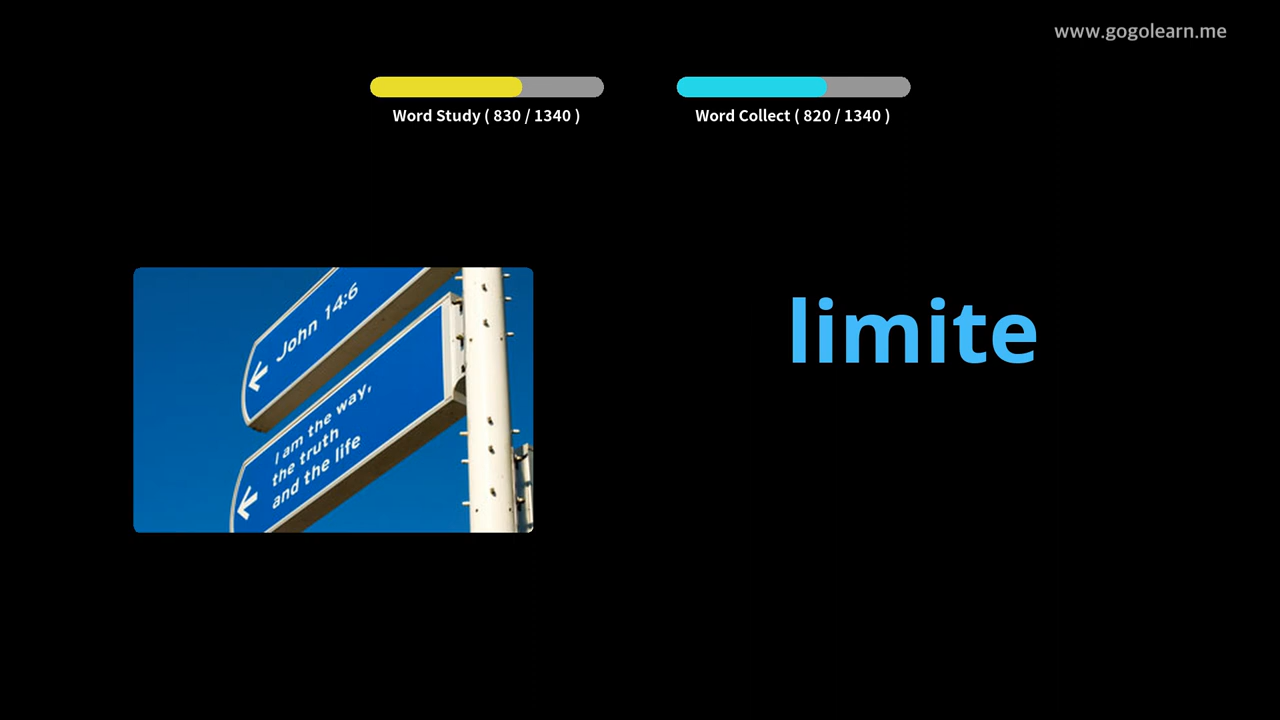 www.gogolearn.me
Word Study ( 830 / 1340 )
Word Collect ( 820 / 1340 )
John 14:6
I am the way,
the truth
and the life
limite